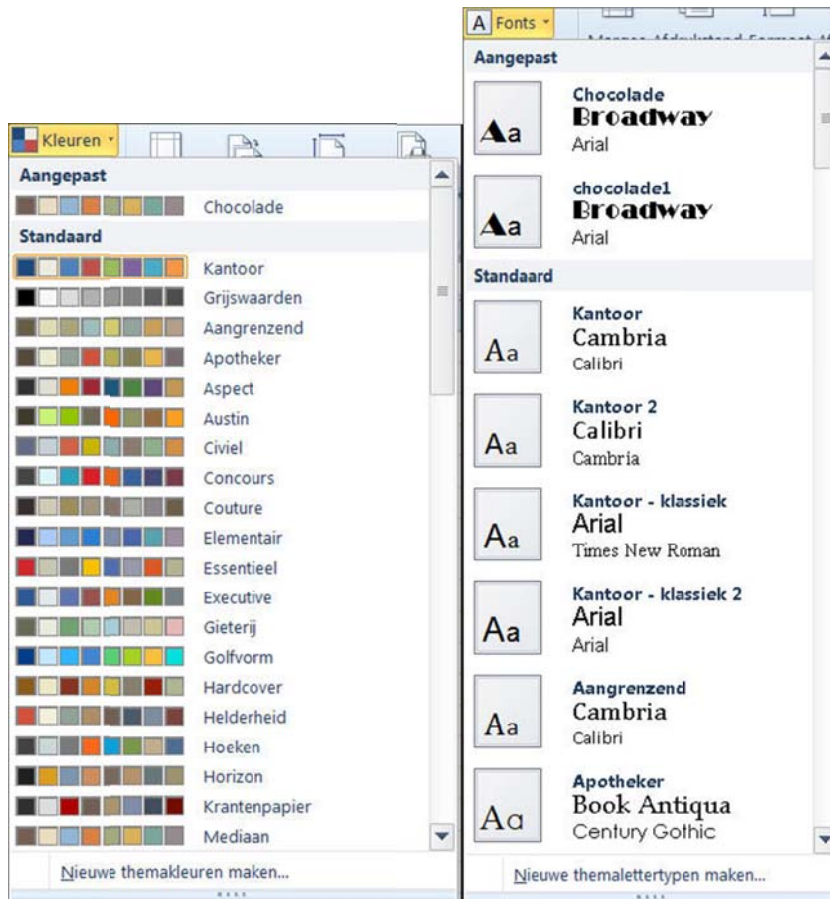 Kleuren
Aangepast
Chocolade
Standaard
Kantoor
Grijswaarden
Aangrenzend
Apotheker
Aspect
Austin
Civiel
Concours
Couture
Elementair
Essentieel
Executive
Gieterij
Golfvorm
Hardcover
Helderheid
Hoeken
Horizon
Krantenpapier
Mediaan
Nieuwe themakleuren maken...
A Fonts
Aangepast
Aa
Chocolade
Broadway
Arial
Aa
chocolade1
Broadway
Arial
Standaard
Aa
Kantoor
Cambria
Calibri
Aa
Kantoor 2
Calibri
Cambria
Aa
Kantoor - klassiek
Arial
Times New Roman
Aa
Kantoor - klassiek 2
Arial
Arial
Aa
Aangrenzend
Cambria
Calibri
Aa
Apotheker
Book Antiqua
Century Gothic
Nieuwe themalettertypen maken...